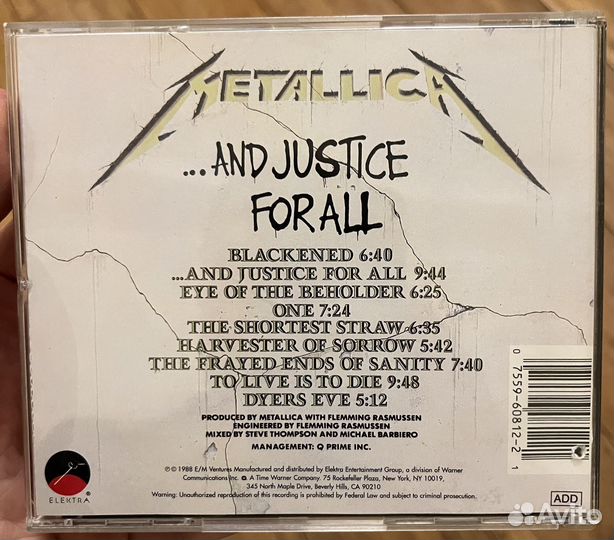 METALLICA
...AND JUSTICE
FOR ALL
BLACKENED 6:40
...AND JUSTICE FOR ALL 9:44
EYE OF THE BEHOLDER 6:25
ONE 7:24
THE SHORTEST STRAW 6:35
HARVESTER OF SORROW 5:42
THE FRAYED ENDS OF SANITY 7:40
TO LIVE IS TO DIE 9:48
DYERS EVE 5:12
PRODUCED BY METALLICA WITH FLEMMING RASMUSSEN
ENGINEERED BY FLEMMING RASMUSSEN
MIXED BY STEVE THOMPSON AND MICHAEL BARBIERO
MANAGEMENT: Q PRIME INC.
℗ © 1988 E/M Ventures Manufactured and distributed by Elektra Entertainment Group, a division of Warner
Communications Inc. A Time Warner Company. 75 Rockefeller Plaza, New York, NY 10019,
345 North Maple Drive, Beverly Hills, CA 90210
Warning: Unauthorized reproduction of this recording is prohibited by Federal Law and subject to criminal prosecution.
ELEKTRA®
0 7559-60812-2 1
ADD
Avito